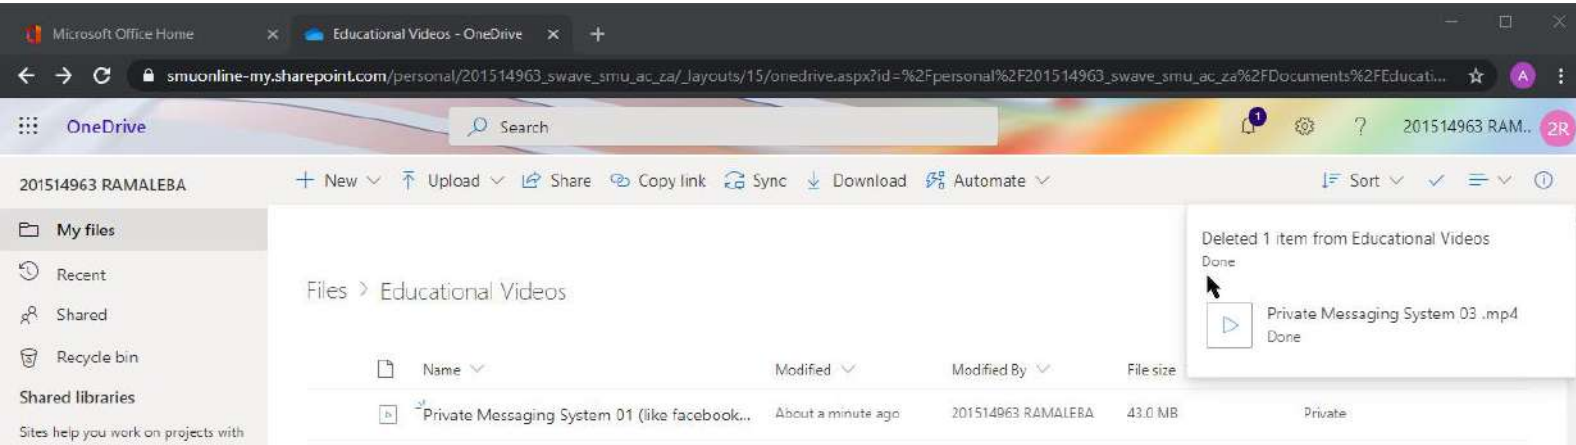 Microsoft Office Home
Educational Videos - OneDrive
smuonline-my.sharepoint.com/personal/201514963_swave_smu_ac_za/_layouts/15/onedrive.aspx?id=%2Fpersonal%2F201514963_swave_smu_ac_za%2FDocuments%2FEducati...
A
OneDrive
Search
1
?
201514963 RAM..
2R
201514963 RAMALEBA
New
Upload
Share
Copy link
Sync
Download
Automate
Sort
My files
Recent
Shared
Recycle bin
Shared libraries
Sites help you work on projects with
Files > Educational Videos
Deleted 1 item from Educational Videos
Done
Private Messaging System 03 .mp4
Done
Name
Modified
Modified By
File size
Private Messaging System 01 (like facebook...
About a minute ago
201514963 RAMALEBA
43.0 MB
Private